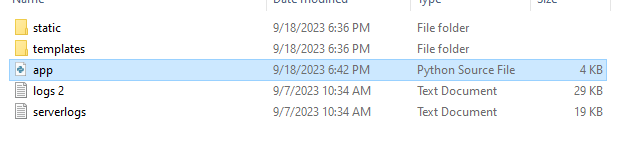 Date modified Type Size
static 9/18/2023 6:36 PM File folder
templates 9/18/2023 6:36 PM File folder
app 9/18/2023 6:42 PM Python Source File 4 KB
logs 2 9/7/2023 10:34 AM Text Document 29 KB
serverlogs 9/7/2023 10:34 AM Text Document 19 KB